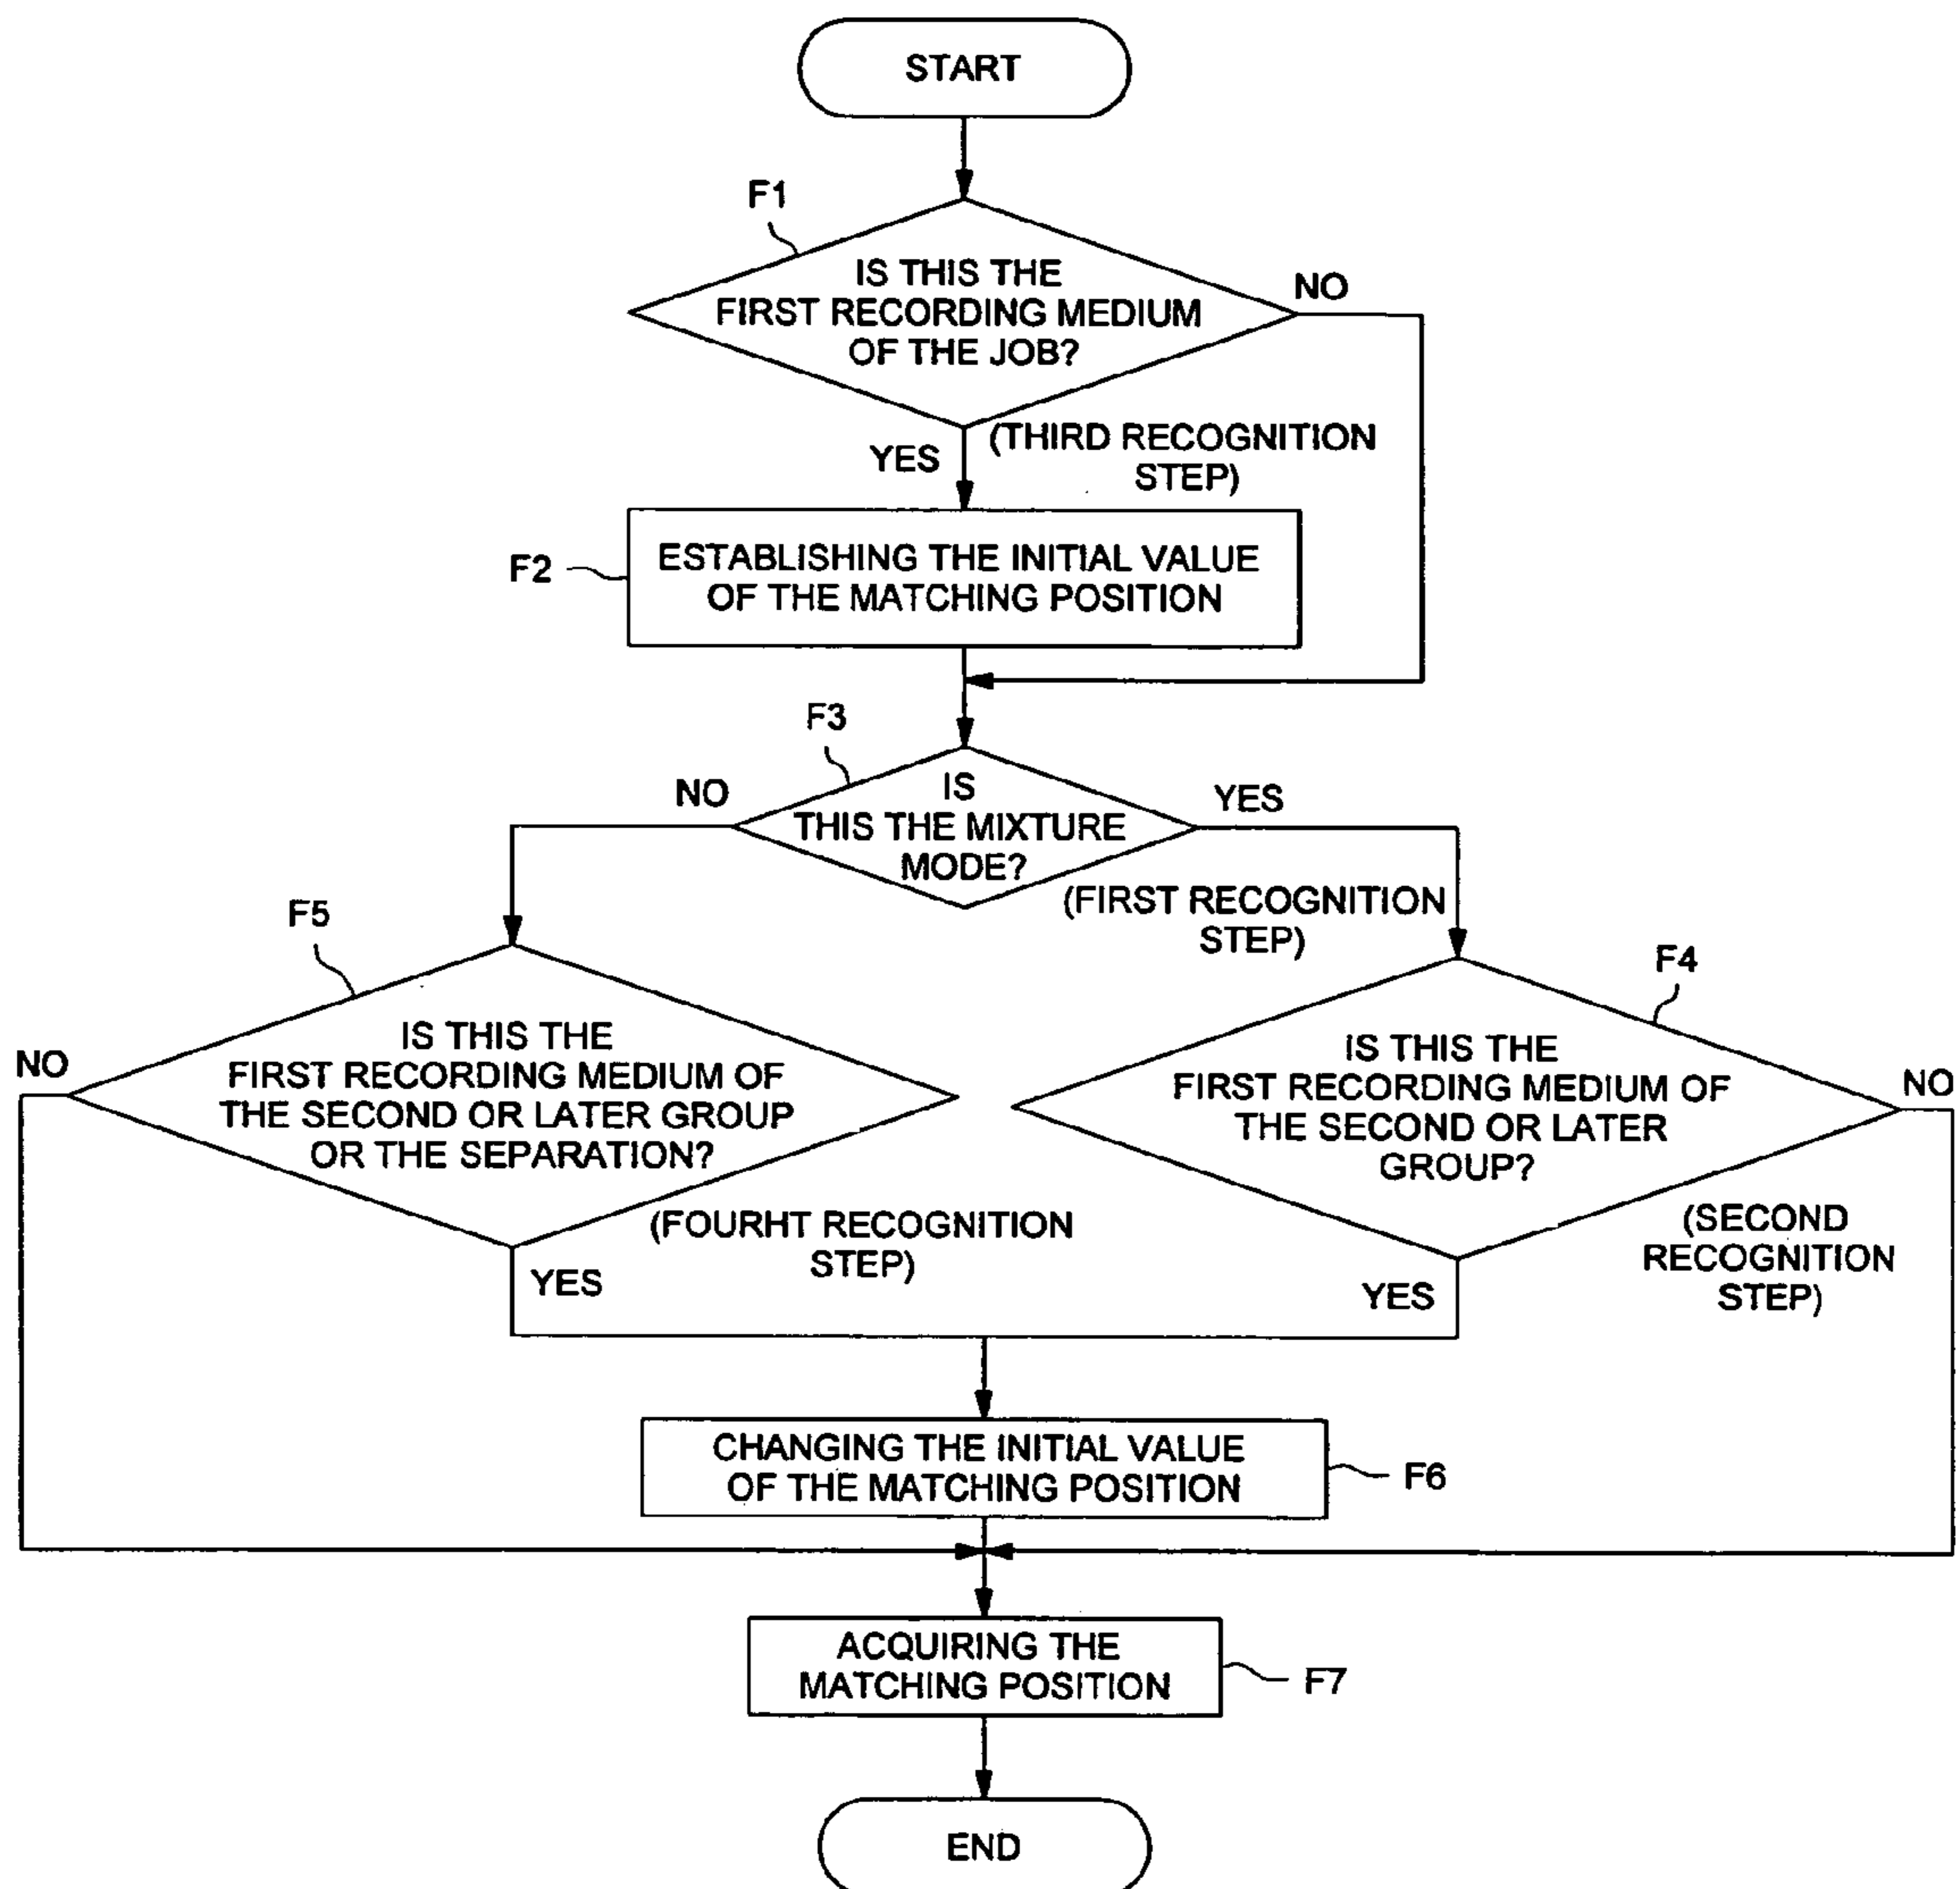 START
F1
IS THIS THE
FIRST RECORDING MEDIUM
OF THE JOB?
NO
YES
(THIRD RECOGNITION
STEP)
F2
ESTABLISHING THE INITIAL VALUE
OF THE MATCHING POSITION
F3
IS
THIS THE MIXTURE
MODE?
NO
YES
(FIRST RECOGNITION
STEP)
F5
IS THIS THE
FIRST RECORDING MEDIUM OF
THE SECOND OR LATER GROUP
OR THE SEPARATION?
NO
(FOURHT RECOGNITION
STEP)
YES
F4
IS THIS THE
FIRST RECORDING MEDIUM OF
THE SECOND OR LATER
GROUP?
NO
(SECOND
RECOGNITION
STEP)
YES
CHANGING THE INITIAL VALUE
OF THE MATCHING POSITION
F6
ACQUIRING THE
MATCHING POSITION
F7
END